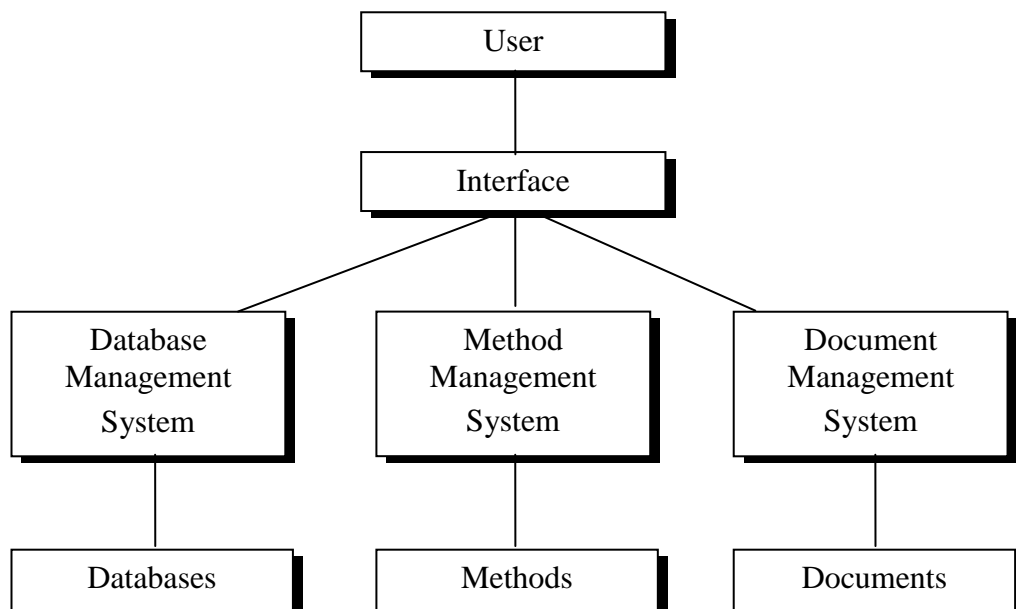 User
Interface
Database
Management
System
Method
Management
System
Document
Management
System
Databases
Methods
Documents